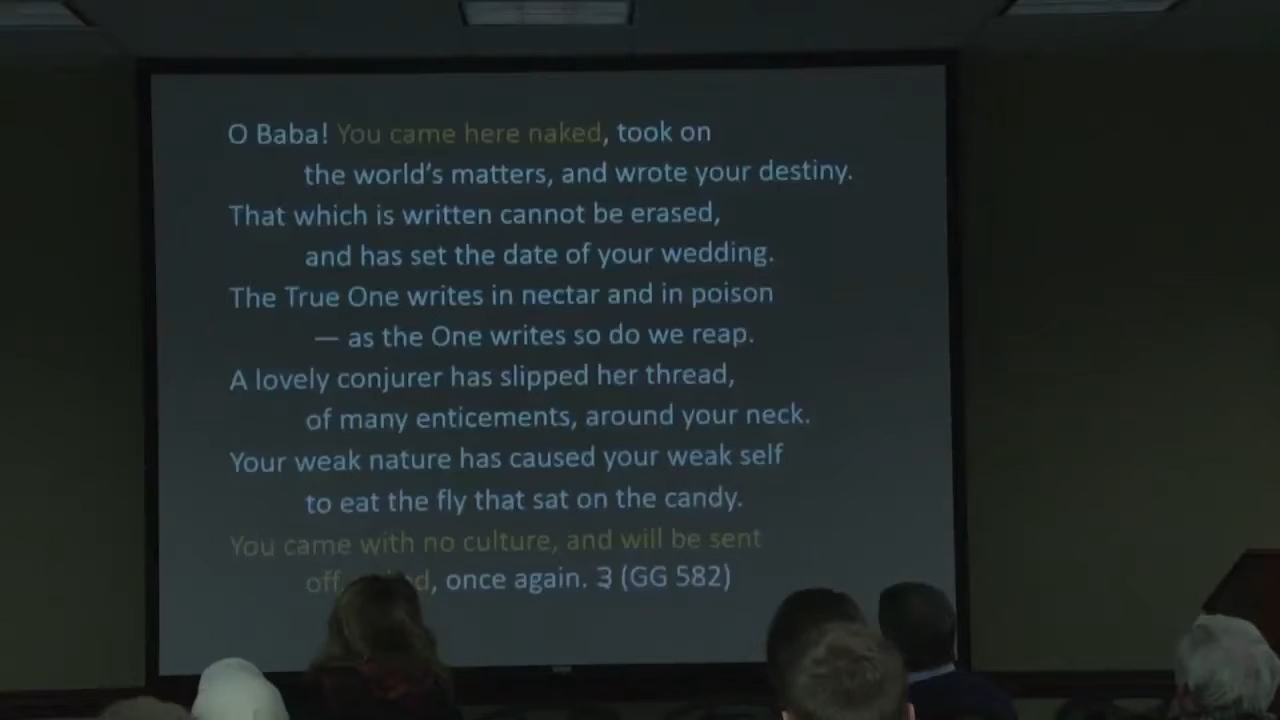 O Baba! You came here naked, took on
the world's matters, and wrote your destiny.
That which is written cannot be erased,
and has set the date of your wedding.
The True One writes in nectar and in poison
— as the One writes so do we reap.
A lovely conjurer has slipped her thread,
of many enticements, around your neck.
Your weak nature has caused your weak self
to eat the fly that sat on the candy.
You came with no culture, and will be sent
off, once again. 3 (GG 582)